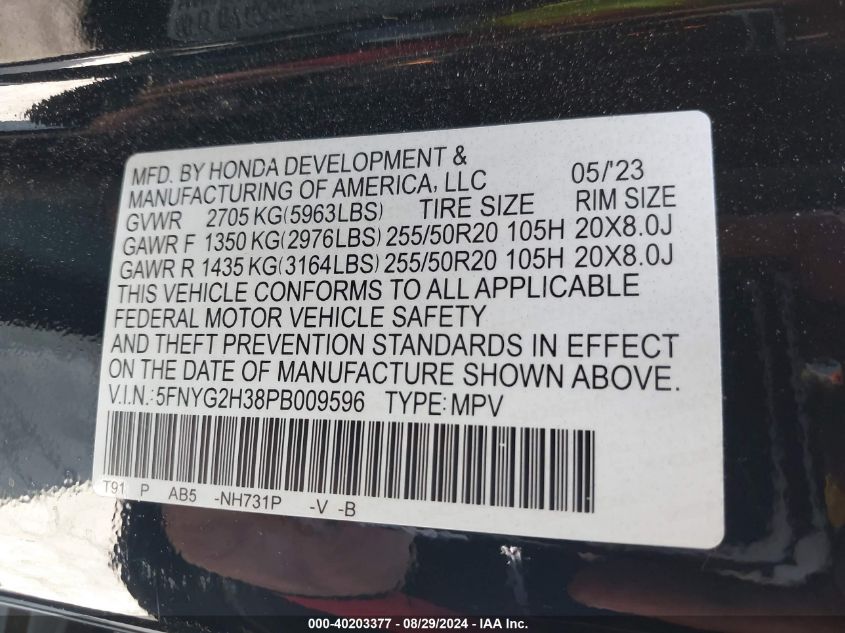 MFD. BY HONDA DEVELOPMENT &
MANUFACTURING OF AMERICA, LLC 05/'23
GVWR 2705 KG(5963LBS) TIRE SIZE RIM SIZE
GAWR F 1350 KG(2976LBS) 255/50R20 105H 20X8.0J
GAWR R 1435 KG(3164LBS) 255/50R20 105H 20X8.0J
THIS VEHICLE CONFORMS TO ALL APPLICABLE
FEDERAL MOTOR VEHICLE SAFETY
AND THEFT PREVENTION STANDARDS IN EFFECT
ON THE DATE OF MANUFACTURE SHOWN ABOVE.
V.I.N.: 5FNYG2H38PB009596 TYPE: MPV
T91 P AB5 -NH731P -V -B
000-40203377 - 08/29/2024 - IAA Inc.